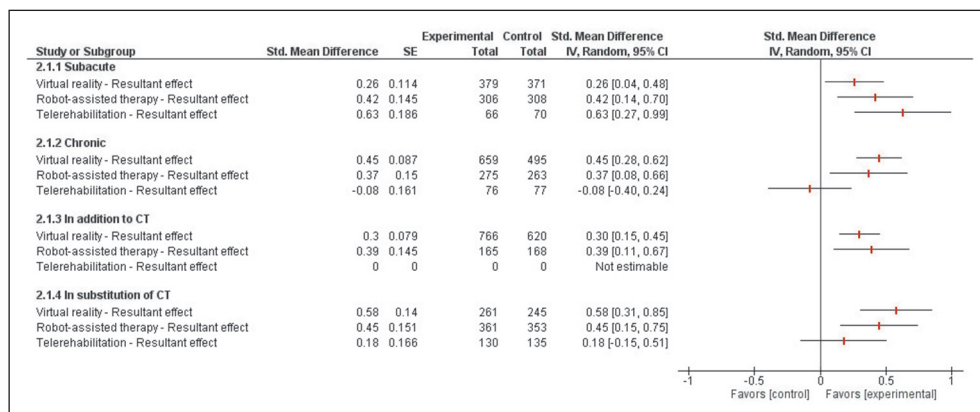 Experimental Control Std. Mean Difference Std. Mean Difference
Study or Subgroup Std. Mean Difference SE Total Total IV, Random, 95% CI IV, Random, 95% CI
2.1.1 Subacute
Virtual reality - Resultant effect 0.26 0.114 379 371 0.26 [0.04, 0.48]
Robot-assisted therapy - Resultant effect 0.42 0.145 306 308 0.42 [0.14, 0.70]
Telerehabilitation - Resultant effect 0.63 0.186 66 70 0.63 [0.27, 0.99]
2.1.2 Chronic
Virtual reality - Resultant effect 0.45 0.087 659 495 0.45 [0.28, 0.62]
Robot-assisted therapy - Resultant effect 0.37 0.15 275 263 0.37 [0.08, 0.66]
Telerehabilitation - Resultant effect -0.08 0.161 76 77 -0.08 [-0.40, 0.24]
2.1.3 In addition to CT
Virtual reality - Resultant effect 0.3 0.079 766 620 0.30 [0.15, 0.45]
Robot-assisted therapy - Resultant effect 0.39 0.145 165 168 0.39 [0.11, 0.67]
Telerehabilitation - Resultant effect 0 0 0 0 Not estimable
2.1.4 In substitution of CT
Virtual reality - Resultant effect 0.58 0.14 261 245 0.58 [0.31, 0.85]
Robot-assisted therapy - Resultant effect 0.45 0.151 361 353 0.45 [0.15, 0.75]
Telerehabilitation - Resultant effect 0.18 0.166 130 135 0.18 [-0.15, 0.51]
-1 -0.5 0 0.5 1
Favors [control] Favors [experimental]